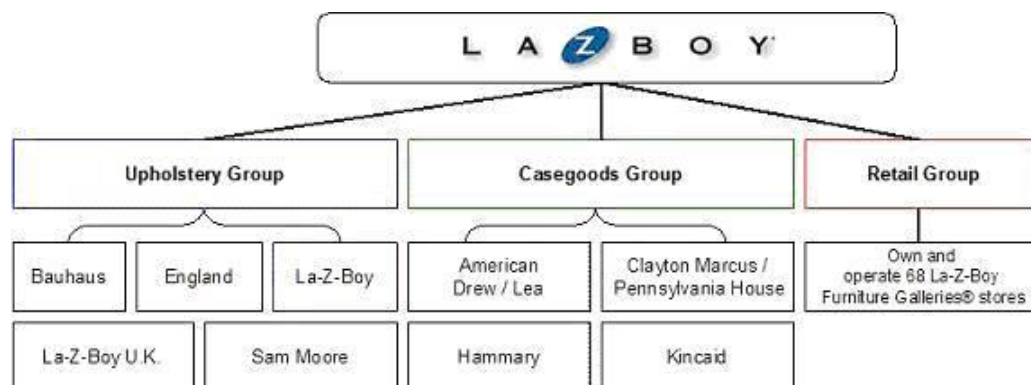 LAZBOY
Upholstery Group
Casegoods Group
Retail Group
Bauhaus
England
La-Z-Boy
American
Drew / Lea
Clayton Marcus /
Pennsylvania House
Own and
operate 68 La-Z-Boy
Furniture Galleries® stores
La-Z-Boy U.K.
Sam Moore
Hammary
Kincaid